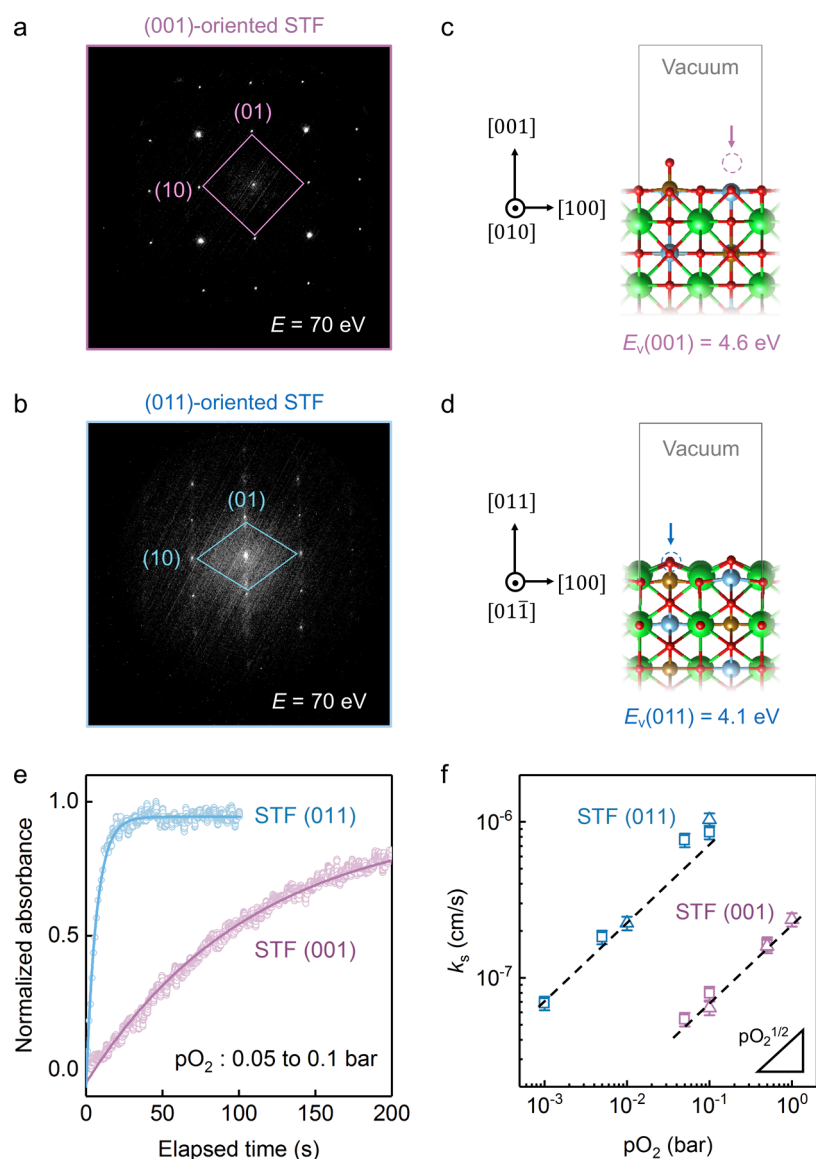 a
(001)-oriented STF
(01)
(10)
E = 70 eV
c
Vacuum
[001]
[100]
[010]
Eᵥ(001) = 4.6 eV
b
(011)-oriented STF
(01)
(10)
E = 70 eV
d
Vacuum
[011]
[100]
[011̄]
Eᵥ(011) = 4.1 eV
e
Normalized absorbance
1.0
0.5
0.0
STF (011)
STF (001)
pO₂ : 0.05 to 0.1 bar
0 50 100 150 200
Elapsed time (s)
f
kₛ (cm/s)
10⁻⁶
10⁻⁷
STF (011)
STF (001)
pO₂¹ᐟ²
10⁻³ 10⁻² 10⁻¹ 10⁰
pO₂ (bar)